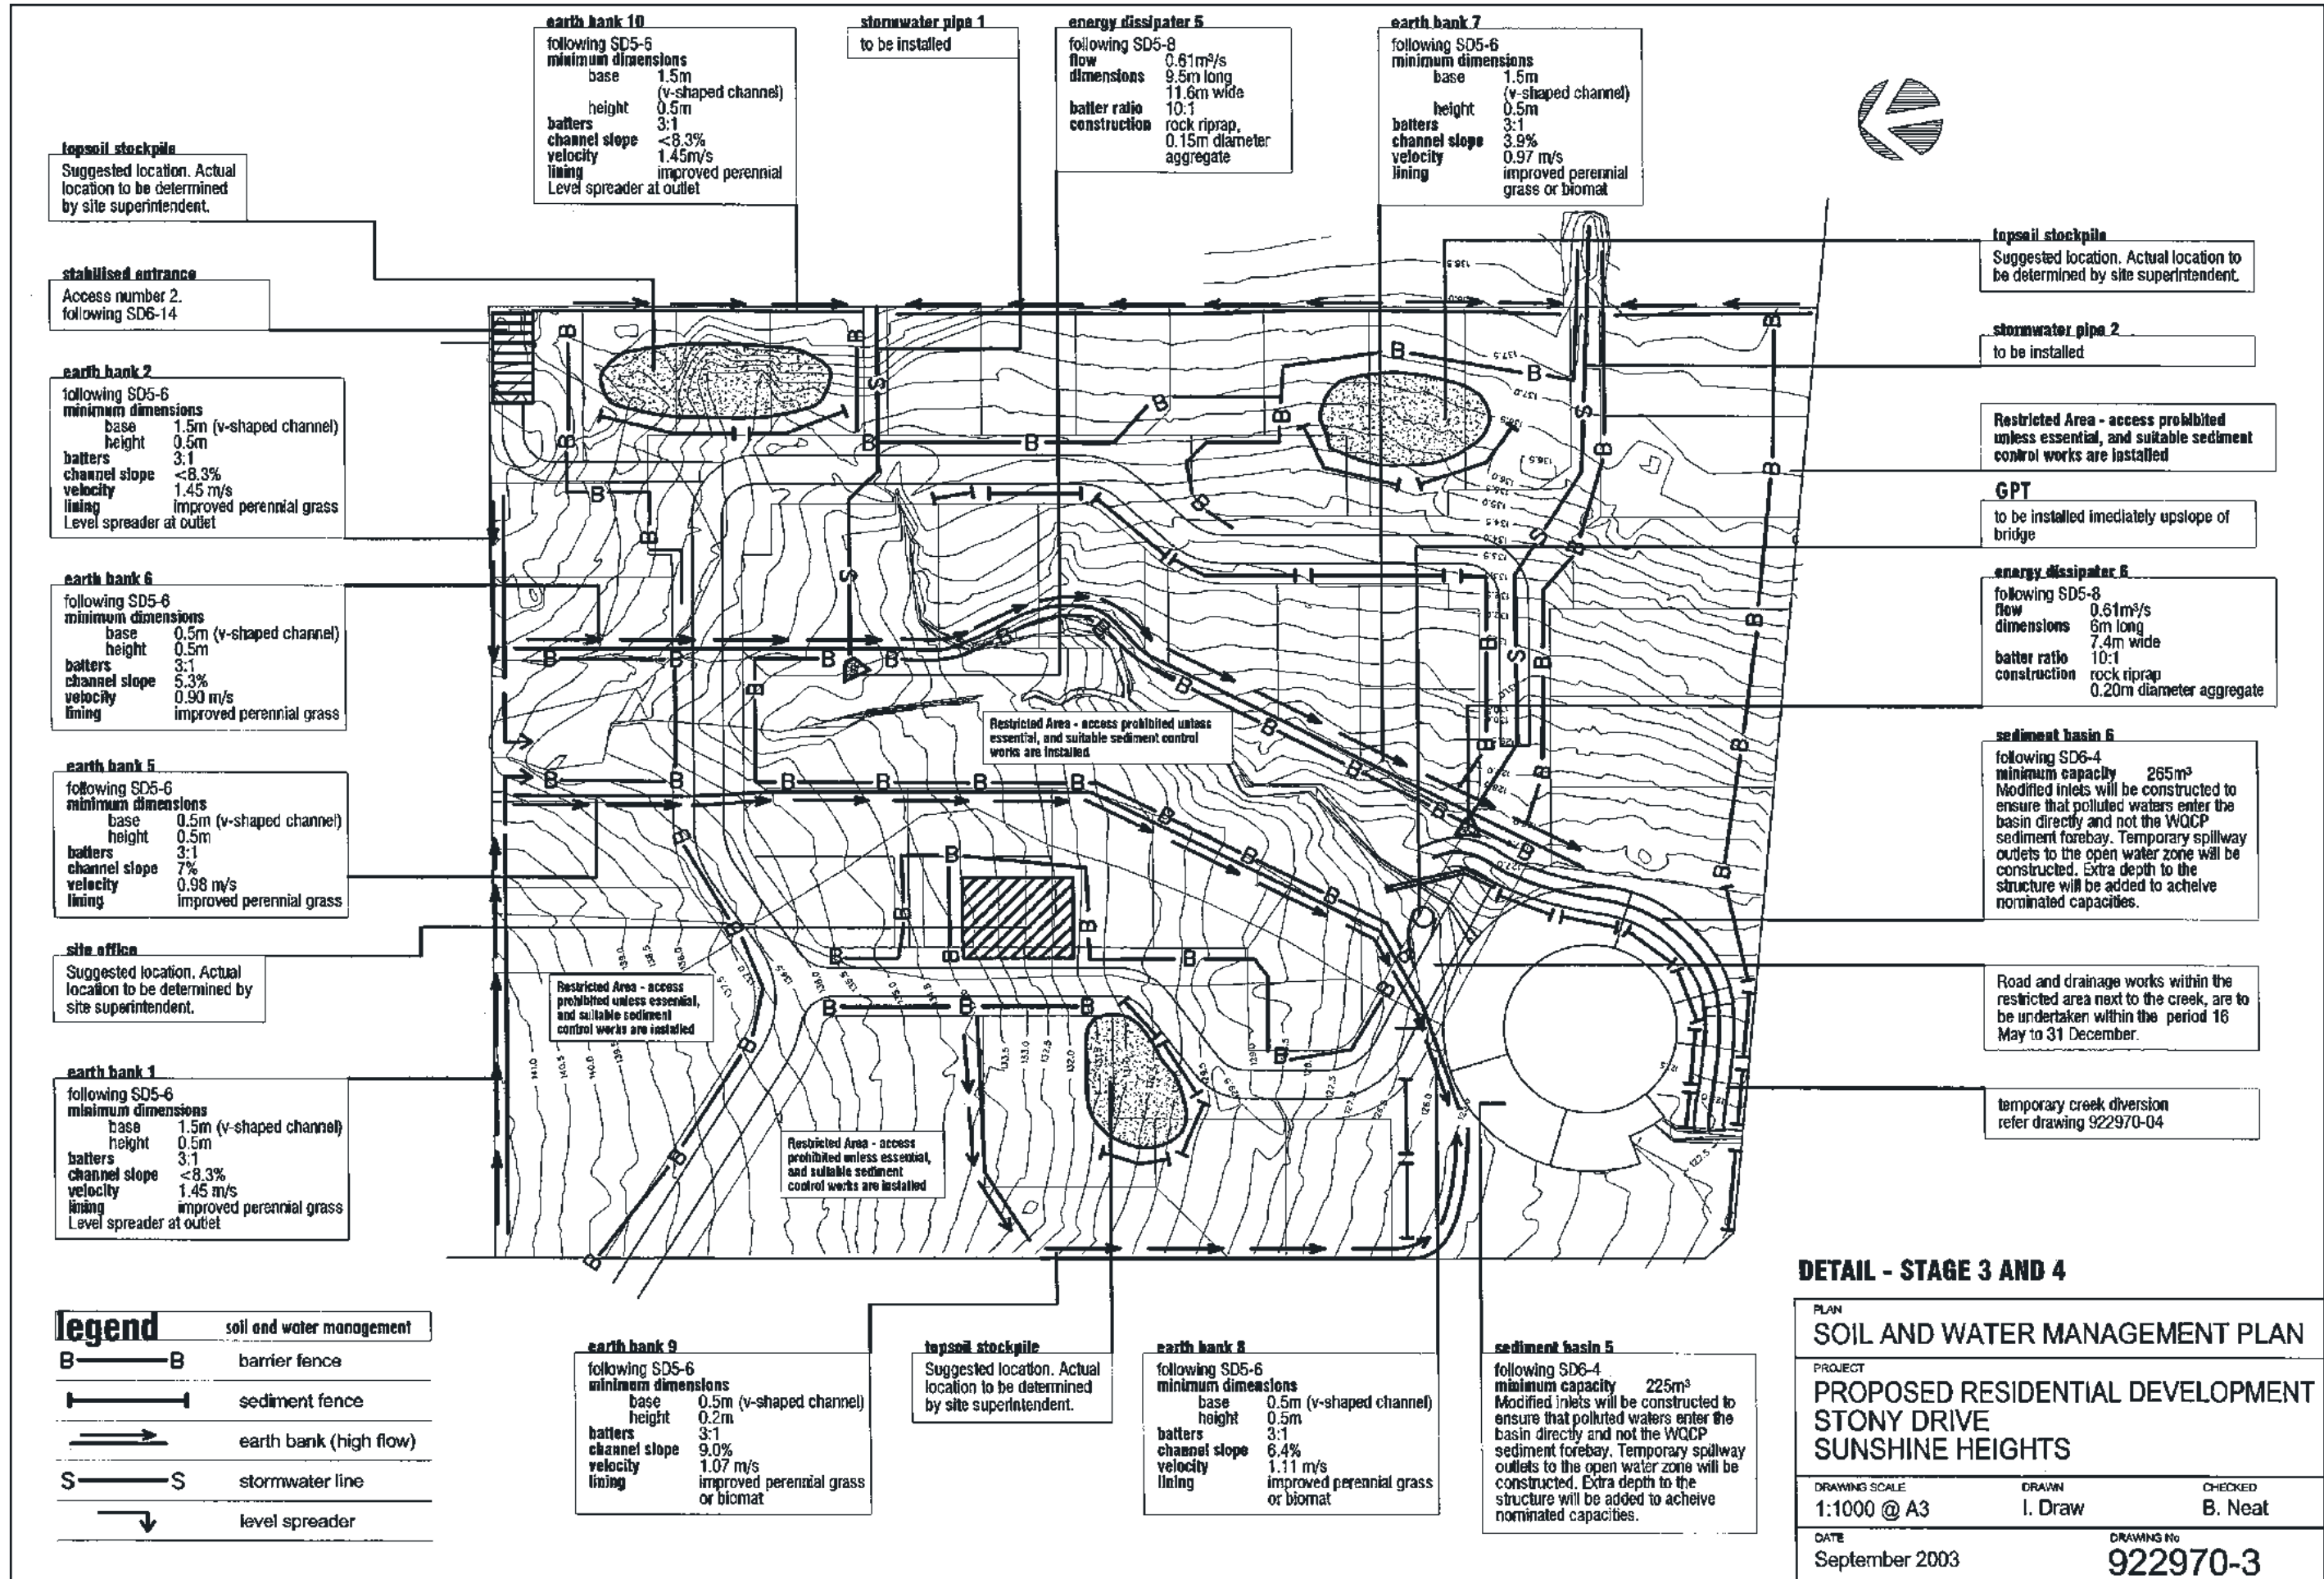 earth bank 10
following SD5-6
minimum dimensions
base 1.5m
(v-shaped channel)
height 0.5m
batters 3:1
channel slope <8.3%
velocity 1.45m/s
lining improved perennial
Level spreader at outlet
stormwater pipe 1
to be installed
energy dissipater 5
following SD5-8
flow 0.61m³/s
dimensions 9.5m long
11.6m wide
batter ratio 10:1
construction rock riprap,
0.15m diameter
aggregate
earth bank 7
following SD5-6
minimum dimensions
base 1.5m
(v-shaped channel)
height 0.5m
batters 3:1
channel slope 3.9%
velocity 0.97 m/s
lining improved perennial
grass or biomat
topsoil stockpile
Suggested location. Actual
location to be determined
by site superintendent.
stabilised entrance
Access number 2.
following SD6-14
earth bank 2
following SD5-6
minimum dimensions
base 1.5m (v-shaped channel)
height 0.5m
batters 3:1
channel slope <8.3%
velocity 1.45 m/s
lining improved perennial grass
Level spreader at outlet
earth bank 6
following SD5-6
minimum dimensions
base 0.5m (v-shaped channel)
height 0.5m
batters 3:1
channel slope 5.3%
velocity 0.90 m/s
lining improved perennial grass
earth bank 5
following SD5-6
minimum dimensions
base 0.5m (v-shaped channel)
height 0.5m
batters 3:1
channel slope 7%
velocity 0.98 m/s
lining improved perennial grass
site office
Suggested location. Actual
location to be determined by
site superintendent.
earth bank 1
following SD5-6
minimum dimensions
base 1.5m (v-shaped channel)
height 0.5m
batters 3:1
channel slope <8.3%
velocity 1.45 m/s
lining improved perennial grass
Level spreader at outlet
Restricted Area - access prohibited unless
essential, and suitable sediment control
works are installed
Restricted Area - access
prohibited unless essential,
and suitable sediment
control works are installed
Restricted Area - access
prohibited unless essential,
and suitable sediment
control works are installed
topsoil stockpile
Suggested location. Actual location to
be determined by site superintendent.
stormwater pipe 2
to be installed
Restricted Area - access prohibited
unless essential, and suitable sediment
control works are installed
GPT
to be installed imediately upslope of
bridge
energy dissipater 6
following SD5-8
flow 0.61m³/s
dimensions 6m long
7.4m wide
batter ratio 10:1
construction rock riprap
0.20m diameter aggregate
sediment basin 6
following SD6-4
minimum capacity 265m³
Modified inlets will be constructed to
ensure that polluted waters enter the
basin directly and not the WQCP
sediment forebay. Temporary spillway
outlets to the open water zone will be
constructed. Extra depth to the
structure will be added to acheive
nominated capacities.
Road and drainage works within the
restricted area next to the creek, are to
be undertaken within the period 16
May to 31 December.
temporary creek diversion
refer drawing 922970-04
legend soil and water management
B B barrier fence
sediment fence
earth bank (high flow)
S S stormwater line
level spreader
earth bank 9
following SD5-6
minimum dimensions
base 0.5m (v-shaped channel)
height 0.2m
batters 3:1
channel slope 9.0%
velocity 1.07 m/s
lining improved perennial grass
or biomat
topsoil stockpile
Suggested location. Actual
location to be determined
by site superintendent.
earth bank 8
following SD5-6
minimum dimensions
base 0.5m (v-shaped channel)
height 0.5m
batters 3:1
channel slope 6.4%
velocity 1.11 m/s
lining improved perennial grass
or biomat
sediment basin 5
following SD6-4
minimum capacity 225m³
Modified inlets will be constructed to
ensure that polluted waters enter the
basin directly and not the WQCP
sediment forebay. Temporary spillway
outlets to the open water zone will be
constructed. Extra depth to the
structure will be added to acheive
nominated capacities.
DETAIL - STAGE 3 AND 4
PLAN
SOIL AND WATER MANAGEMENT PLAN
PROJECT
PROPOSED RESIDENTIAL DEVELOPMENT
STONY DRIVE
SUNSHINE HEIGHTS
DRAWING SCALE DRAWN CHECKED
1:1000 @ A3 I. Draw B. Neat
DATE DRAWING No
September 2003 922970-3